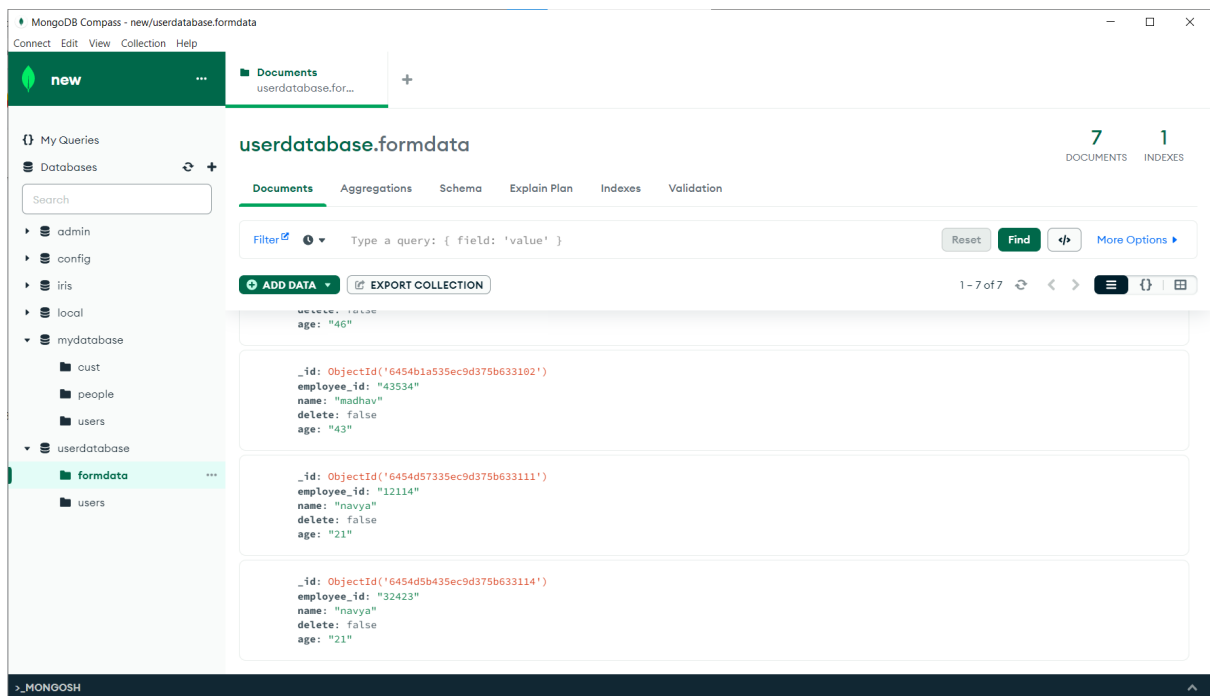 MongoDB Compass - new/userdatabase.formdata
Connect Edit View Collection Help
new
Documents
userdatabase.for...
My Queries
Databases
Search
admin
config
iris
local
mydatabase
cust
people
users
userdatabase
formdata
users
userdatabase.formdata
7
DOCUMENTS
1
INDEXES
Documents Aggregations Schema Explain Plan Indexes Validation
Filter Type a query: { field: 'value' } Reset Find </> More Options
ADD DATA EXPORT COLLECTION 1 – 7 of 7 {}
delete: false
age: "46"
_id: ObjectId('6454b1a535ec9d375b633102')
employee_id: "43534"
name: "madhav"
delete: false
age: "43"
_id: ObjectId('6454d57335ec9d375b633111')
employee_id: "12114"
name: "navya"
delete: false
age: "21"
_id: ObjectId('6454d5b435ec9d375b633114')
employee_id: "32423"
name: "navya"
delete: false
age: "21"
>_MONGOSH